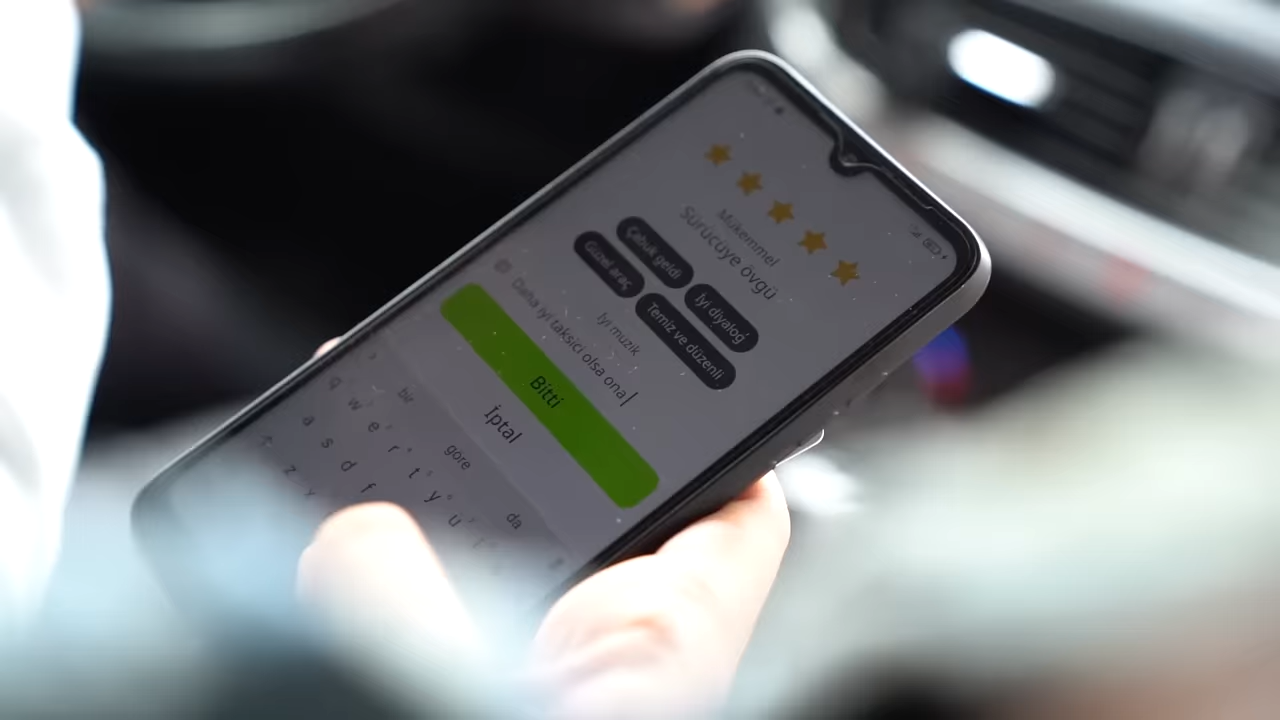 Mükemmel
Sürücüye övgü
Çabuk geldi
İyi diyalog
Güzel araç
Temiz ve düzenli
İyi müzik
Daha iyi taksici olsa ona
Bitti
İptal
bir
gore
da
q w e r t y u
a s d f
z